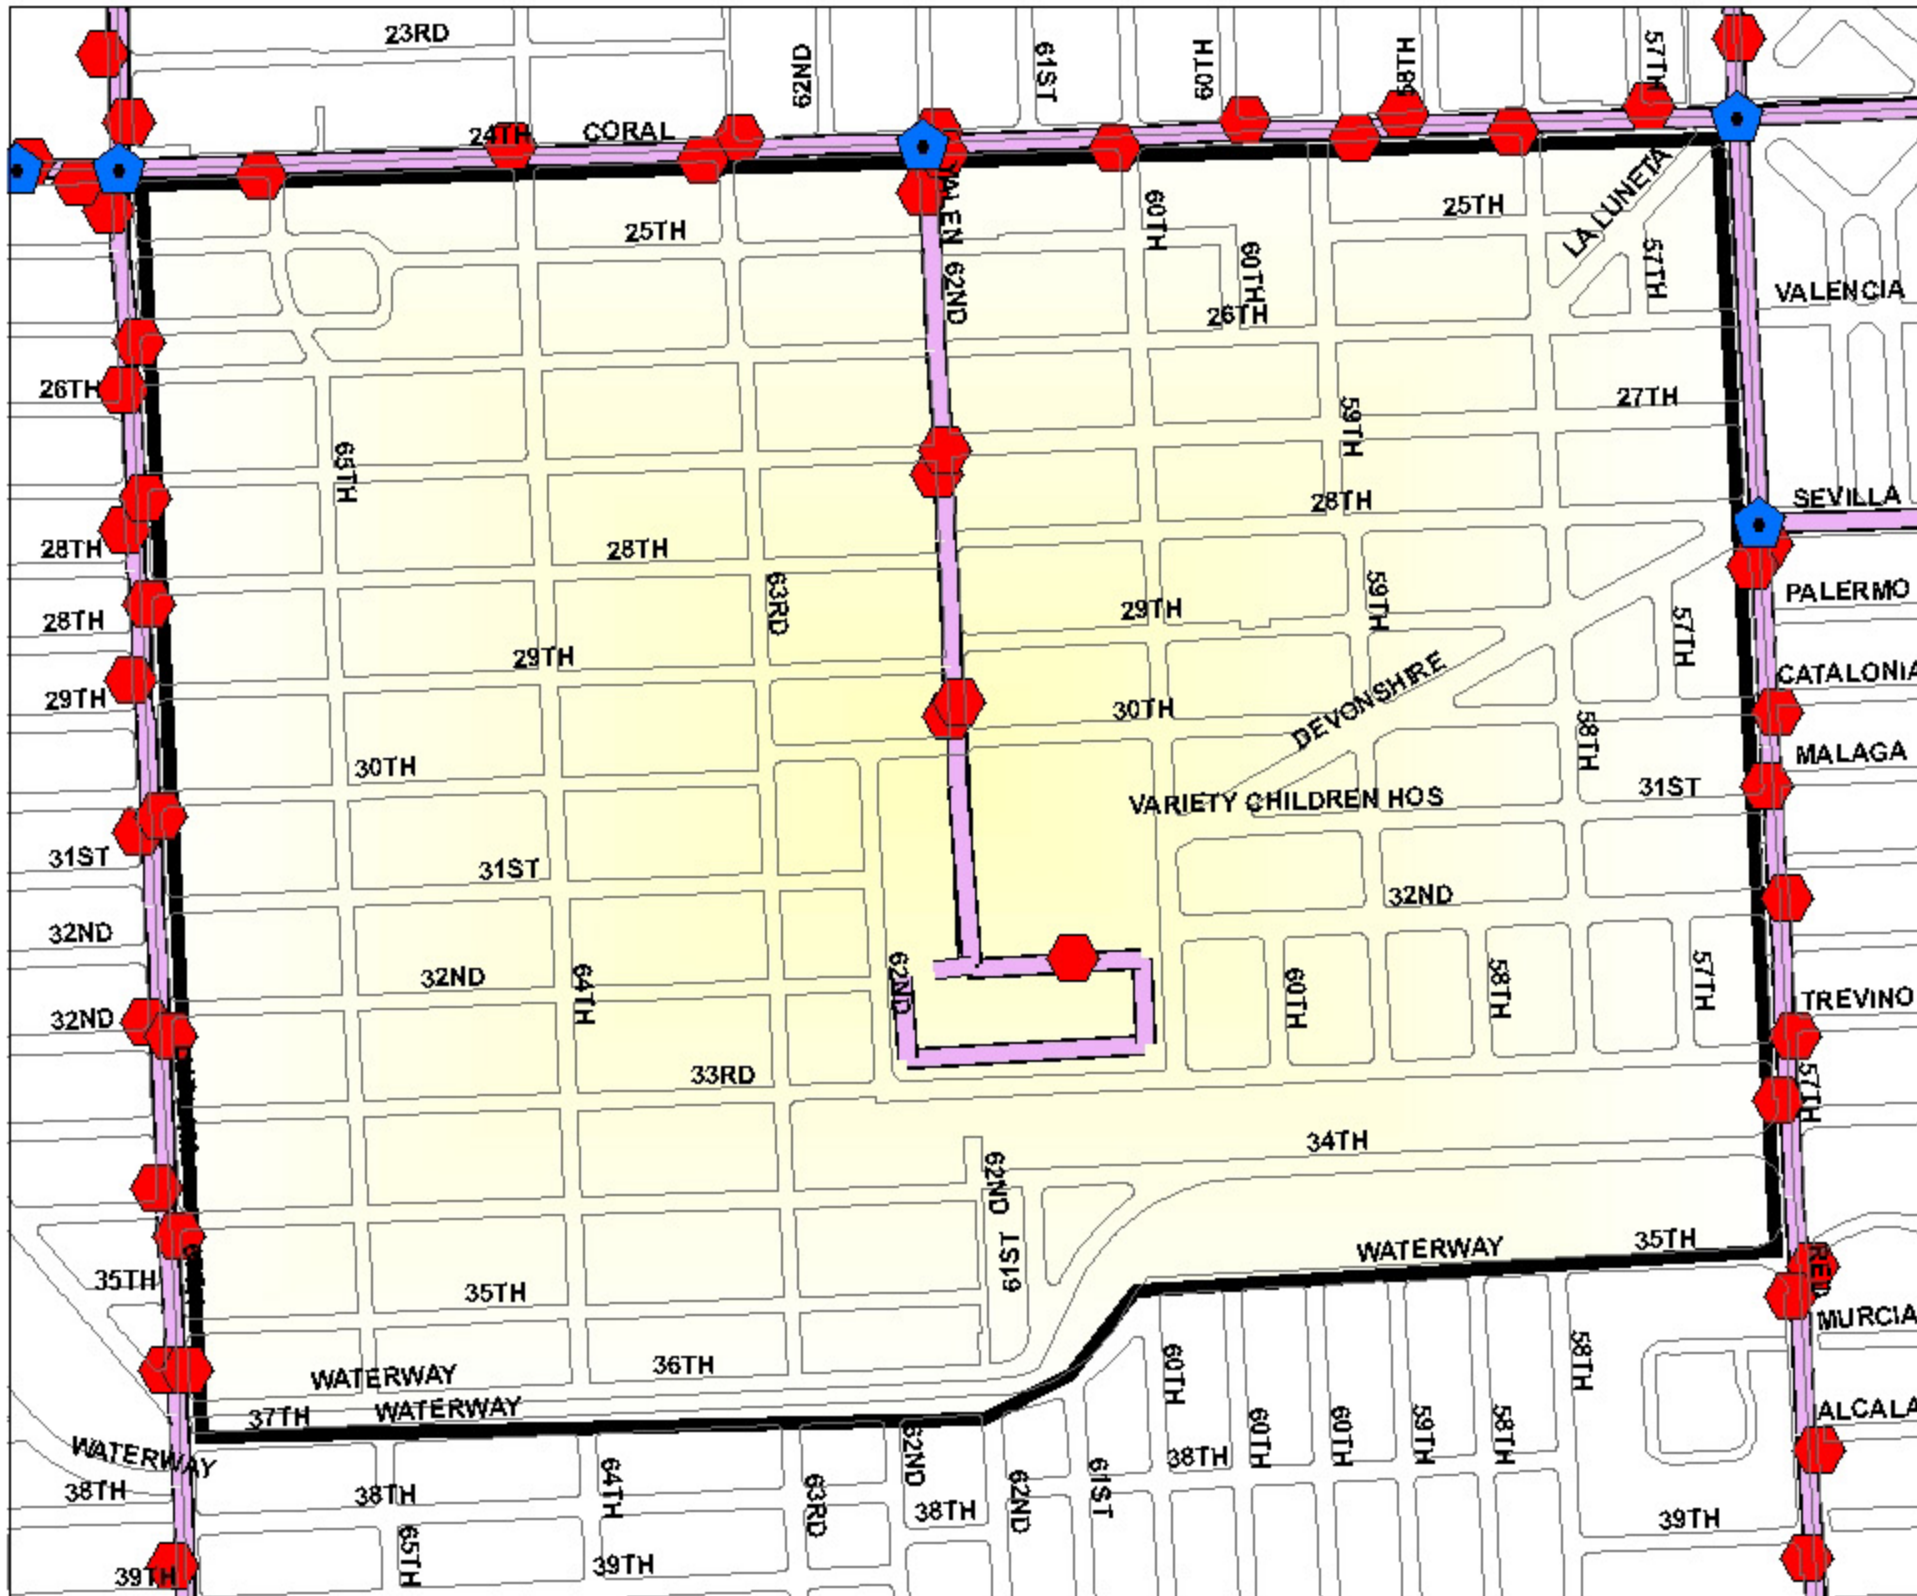 23RD
62ND
61ST
60TH
58TH
57TH
24TH
CORAL
25TH
62ND
60TH
60TH
26TH
25TH
LA LUNETA
57TH
VALENCIA
26TH
65TH
59TH
27TH
28TH
SEVILLA
28TH
28TH
63RD
29TH
59TH
57TH
PALERMO
28TH
29TH
29TH
30TH
DEVONSHIRE
58TH
CATALONIA
MALAGA
30TH
VARIETY CHILDREN HOS
31ST
31ST
31ST
32ND
32ND
32ND
64TH
62ND
60TH
58TH
57TH
TREVINO
32ND
33RD
57TH
34TH
62ND
61ST
WATERWAY
35TH
35TH
35TH
RED
MURCIA
WATERWAY
36TH
60TH
58TH
37TH
WATERWAY
ALCALA
WATERWAY
62ND
60TH
60TH
59TH
58TH
38TH
38TH
38TH
64TH
63RD
38TH
62ND
61ST
39TH
65TH
39TH
39TH